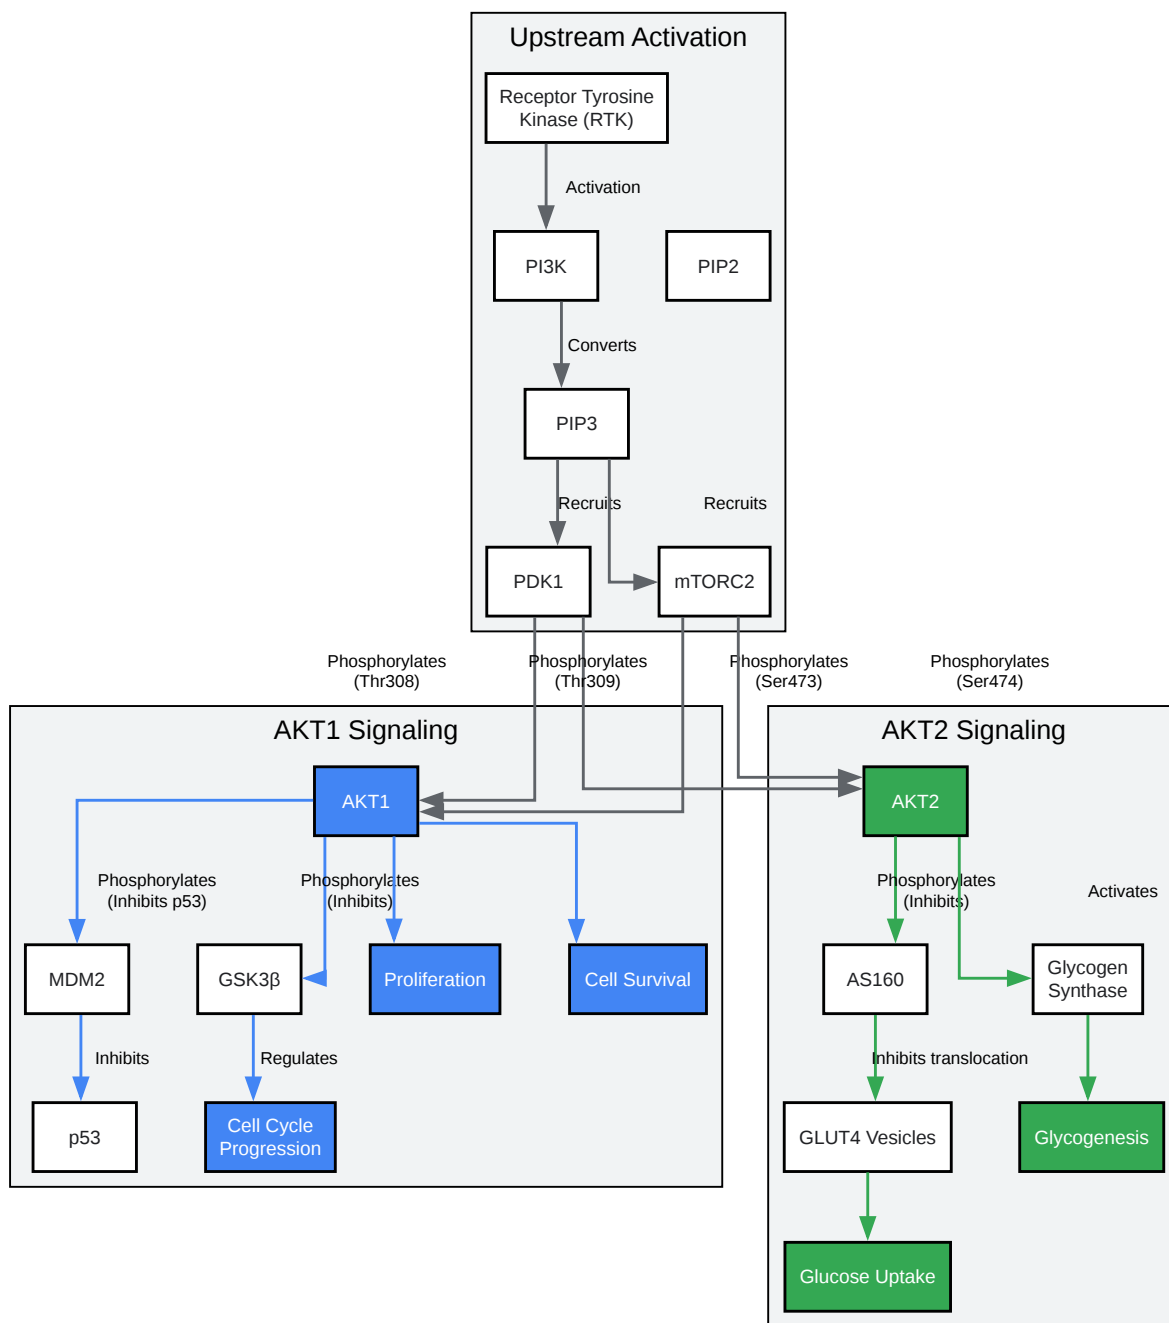 Upstream Activation
Receptor Tyrosine
Kinase (RTK)
Activation
PI3K
PIP2
Converts
PIP3
Recruits
Recruits
PDK1
mTORC2
Phosphorylates
(Thr308)
Phosphorylates
(Thr309)
Phosphorylates
(Ser473)
Phosphorylates
(Ser474)
AKT1 Signaling
AKT1
Phosphorylates
(Inhibits p53)
Phosphorylates
(Inhibits)
MDM2
GSK3β
Proliferation
Cell Survival
Inhibits
Regulates
p53
Cell Cycle
Progression
AKT2 Signaling
AKT2
Phosphorylates
(Inhibits)
Activates
AS160
Glycogen
Synthase
Inhibits translocation
GLUT4 Vesicles
Glycogenesis
Glucose Uptake